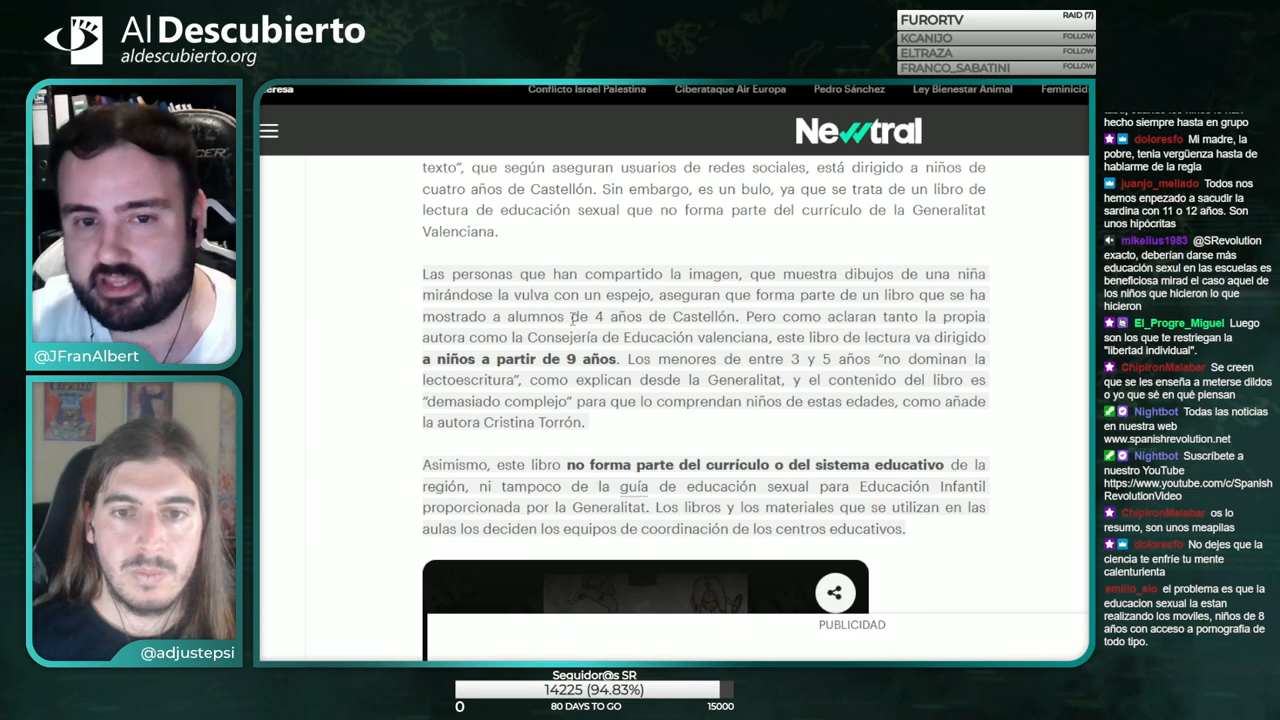 Al Descubierto
aldescubierto.org
FURORTV RAID (7)
KCANIJO FOLLOW
ELTRAZA FOLLOW
FRANCO_SABATINI FOLLOW
eresa Conflicto Israel Palestina Ciberataque Air Europa Pedro Sánchez Ley Bienestar Animal Feminicid
Newtral
texto”, que según aseguran usuarios de redes sociales, está dirigido a niños de
cuatro años de Castellón. Sin embargo, es un bulo, ya que se trata de un libro de
lectura de educación sexual que no forma parte del currículo de la Generalitat
Valenciana.
Las personas que han compartido la imagen, que muestra dibujos de una niña
mirándose la vulva con un espejo, aseguran que forma parte de un libro que se ha
mostrado a alumnos de 4 años de Castellón. Pero como aclaran tanto la propia
autora como la Consejería de Educación valenciana, este libro de lectura va dirigido
a niños a partir de 9 años. Los menores de entre 3 y 5 años “no dominan la
lectoescritura”, como explican desde la Generalitat, y el contenido del libro es
“demasiado complejo” para que lo comprendan niños de estas edades, como añade
la autora Cristina Torrón.
Asimismo, este libro no forma parte del currículo o del sistema educativo de la
región, ni tampoco de la guía de educación sexual para Educación Infantil
proporcionada por la Generalitat. Los libros y los materiales que se utilizan en las
aulas los deciden los equipos de coordinación de los centros educativos.
PUBLICIDAD
@JFranAlbert
@adjustepsi
hecho siempre hasta en grupo
doloresfo Mi madre, la
pobre, tenia vergüenza hasta de
hablarme de la regla
juanjo_mellado Todos nos
hemos enpezado a sacudir la
sardina con 11 o 12 años. Son
unos hipócritas
mikelius1983 @SRevolution
exacto, deberían darse más
educación sexul en las escuelas es
beneficiosa mirad el caso aquel de
los niños que hicieron lo que
hicieron
El_Progre_Miguel Luego
son los que te restriegan la
"libertad individual".
ChipironMalabar Se creen
que se les enseña a meterse dildos
o yo que sé en qué piensan
Nightbot Todas las noticias
en nuestra web
www.spanishrevolution.net
Nightbot Suscríbete a
nuestro YouTube
https://www.youtube.com/c/Spanish
RevolutionVideo
ChipironMalabar os lo
resumo, son unos meapilas
doloresfo No dejes que la
ciencia te enfríe tu mente
calenturienta
emilio_alo el problema es que la
educacion sexual la estan
realizando los moviles, niños de 8
años con acceso a pornografia de
todo tipo.
Seguidor@s SR
14225 (94.83%)
0 80 DAYS TO GO 15000